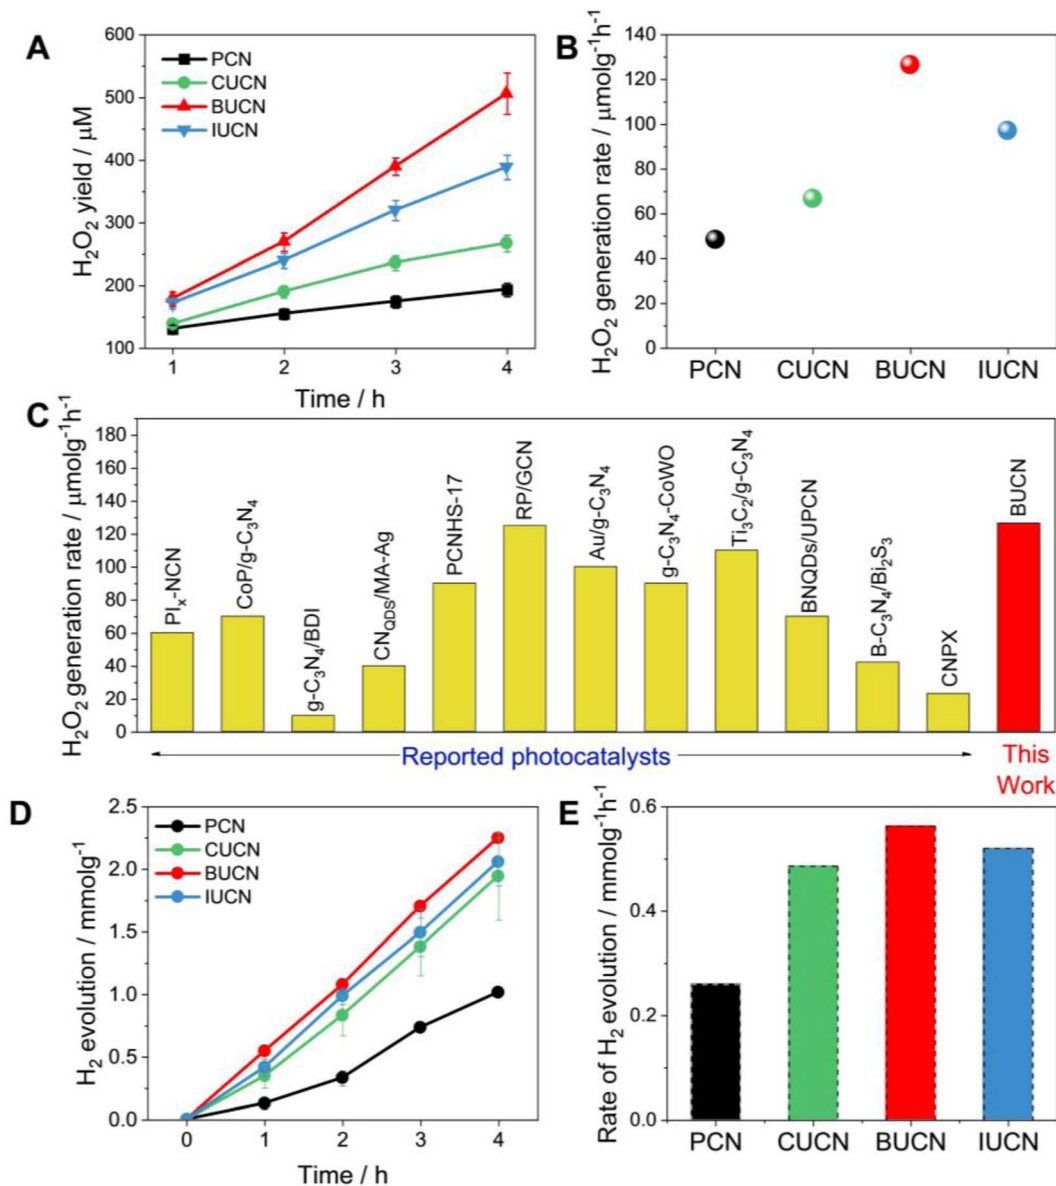 A
H₂O₂ yield / μM
600
500
400
300
200
100
PCN
CUCN
BUCN
IUCN
1 2 3 4
Time / h
B
H₂O₂ generation rate / μmolg⁻¹h⁻¹
140
120
100
80
60
40
20
0
PCN CUCN BUCN IUCN
C
H₂O₂ generation rate / μmolg⁻¹h⁻¹
180
160
140
120
100
80
60
40
20
0
PIₓ-NCN
CoP/g-C₃N₄
g-C₃N₄/BDI
CN_QDS/MA-Ag
PCNHS-17
RP/GCN
Au/g-C₃N₄
g-C₃N₄-CoWO
Ti₃C₂/g-C₃N₄
BNQDs/UPCN
B-C₃N₄/Bi₂S₃
CNPX
BUCN
Reported photocatalysts
This
Work
D
H₂ evolution / mmolg⁻¹
2.5
2.0
1.5
1.0
0.5
0.0
PCN
CUCN
BUCN
IUCN
0 1 2 3 4
Time / h
E
Rate of H₂ evolution / mmolg⁻¹h⁻¹
0.6
0.4
0.2
0.0
PCN CUCN BUCN IUCN